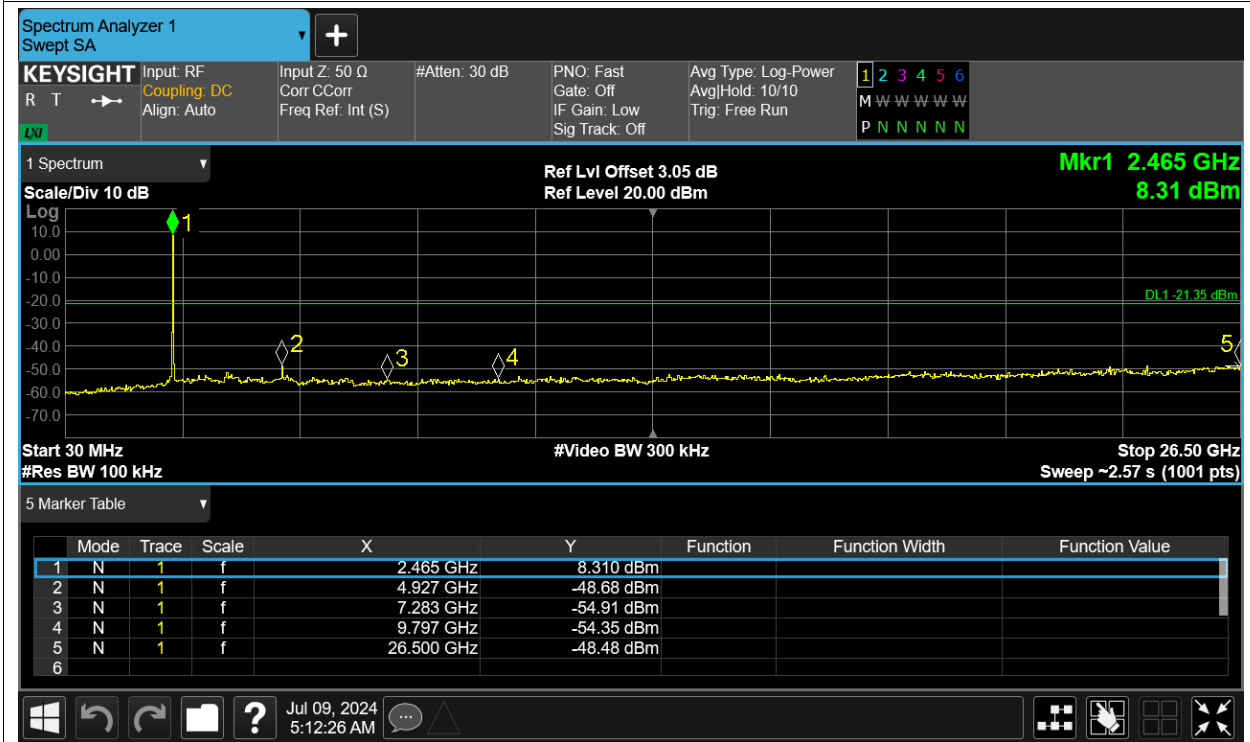 Spectrum Analyzer 1
Swept SA
+
KEYSIGHT
R T
LXI
Input: RF
Coupling: DC
Align: Auto
Input Z: 50 Ω
Corr CCorr
Freq Ref: Int (S)
#Atten: 30 dB
PNO: Fast
Gate: Off
IF Gain: Low
Sig Track: Off
Avg Type: Log-Power
Avg|Hold: 10/10
Trig: Free Run
1 2 3 4 5 6
M W W W W W
P N N N N N
1 Spectrum
Scale/Div 10 dB
Ref Lvl Offset 3.05 dB
Ref Level 20.00 dBm
Mkr1 2.465 GHz
8.31 dBm
Log
10.0
0.00
-10.0
-20.0
-30.0
-40.0
-50.0
-60.0
-70.0
1
2
3
4
5
DL1 -21.35 dBm
Start 30 MHz
#Video BW 300 kHz
Stop 26.50 GHz
#Res BW 100 kHz
Sweep ~2.57 s (1001 pts)
5 Marker Table
Mode Trace Scale X Y Function Function Width Function Value
1 N 1 f 2.465 GHz 8.310 dBm
2 N 1 f 4.927 GHz -48.68 dBm
3 N 1 f 7.283 GHz -54.91 dBm
4 N 1 f 9.797 GHz -54.35 dBm
5 N 1 f 26.500 GHz -48.48 dBm
6
?
Jul 09, 2024
5:12:26 AM